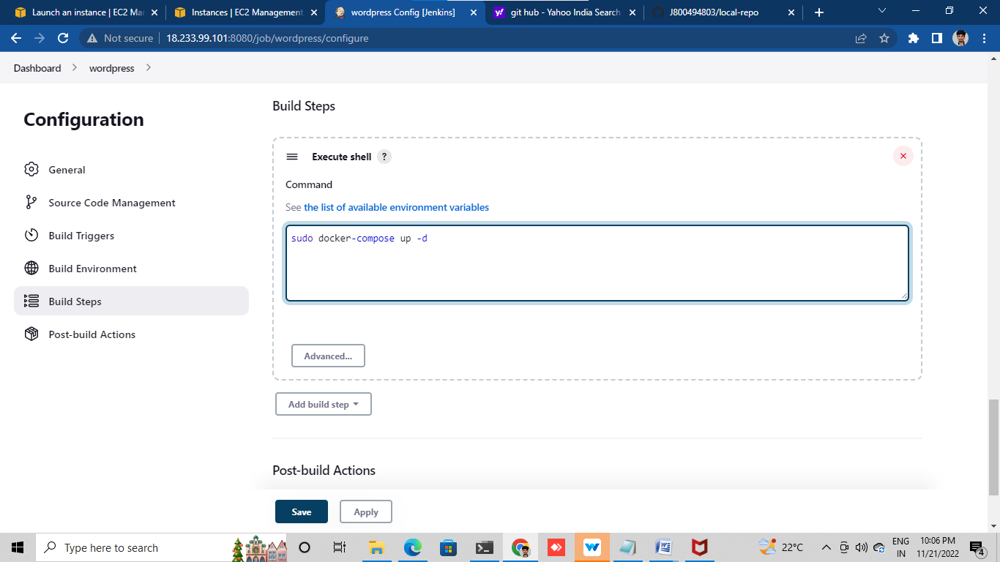 Launch an instance | EC2 Ma
Instances | EC2 Management
wordpress Config [Jenkins]
git hub - Yahoo India Search
J800494803/local-repo
Not secure
18.233.99.101:8080/job/wordpress/configure
Dashboard
wordpress
Configuration
General
Source Code Management
Build Triggers
Build Environment
Build Steps
Post-build Actions
Build Steps
Execute shell ?
Command
See the list of available environment variables
sudo docker-compose up -d
Advanced...
Add build step
Post-build Actions
Save
Apply
Type here to search
22°C
ENG
IN
10:06 PM
11/21/2022
4